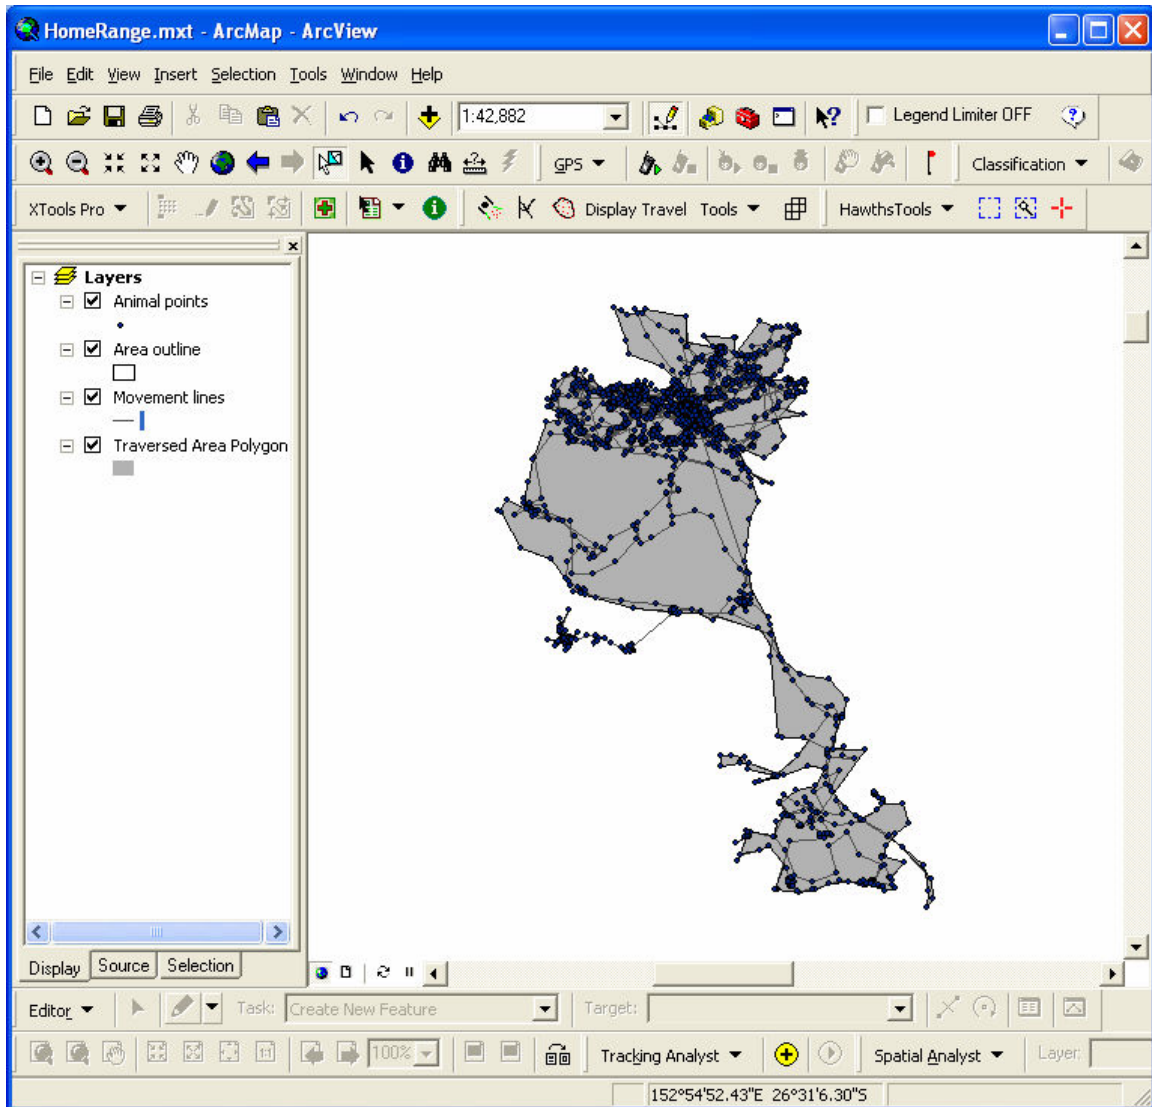 HomeRange.mxt - ArcMap - ArcView
File Edit View Insert Selection Tools Window Help
1:42,882
Legend Limiter OFF
GPS
Classification
XTools Pro
Display Travel Tools
HawthsTools
Layers
Animal points
Area outline
Movement lines
Traversed Area Polygon
Display Source Selection
Editor
Task: Create New Feature
Target:
1:1
100%
Tracking Analyst
Spatial Analyst
Layer:
152°54'52.43"E 26°31'6.30"S